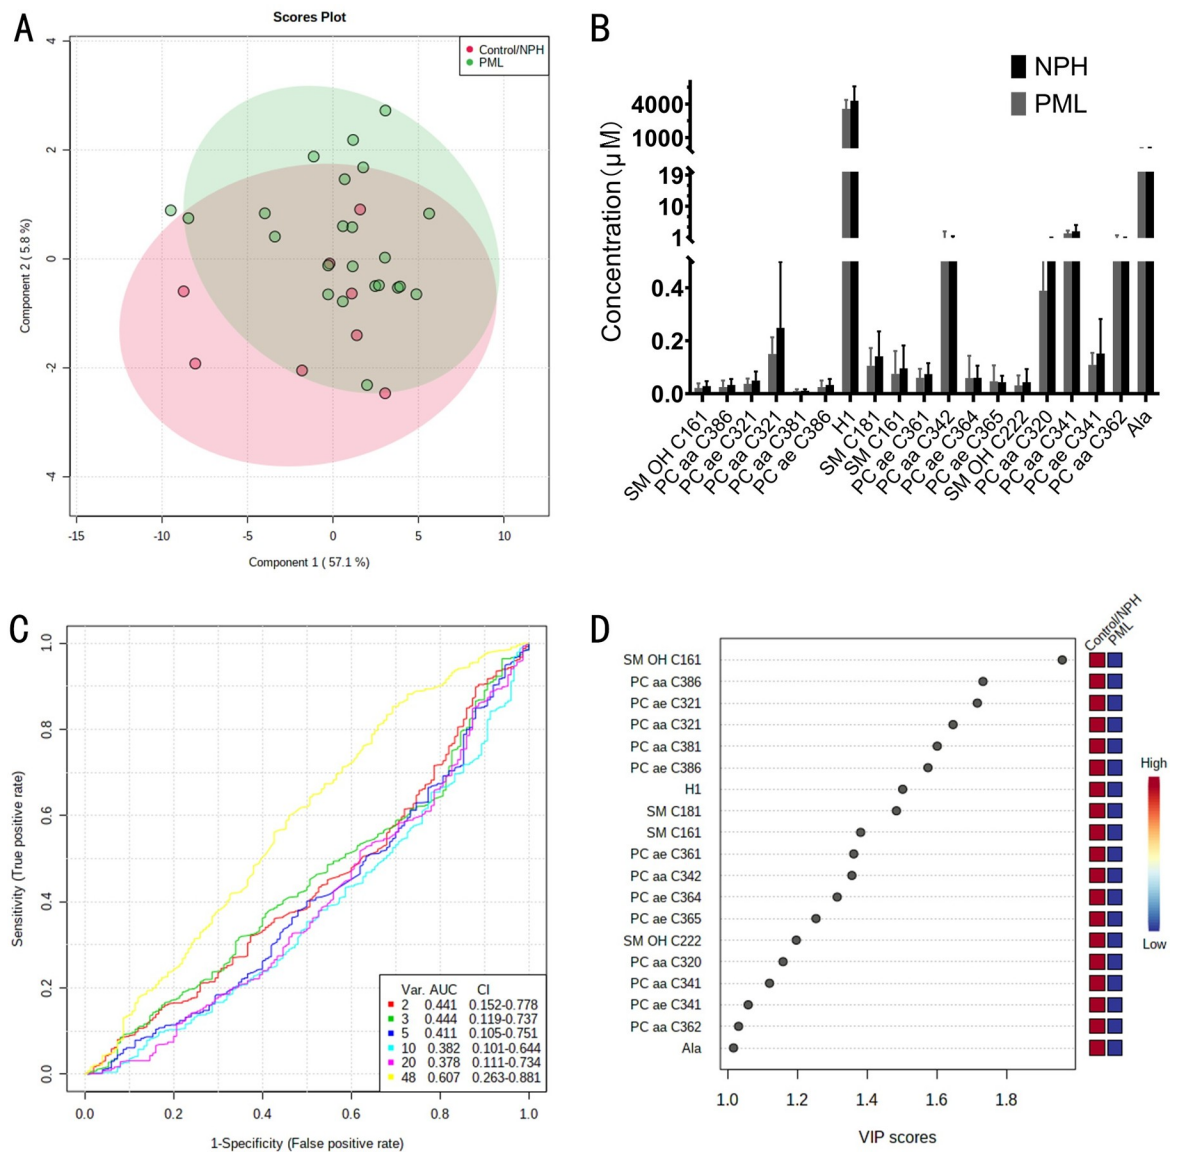 A
Scores Plot
Control/NPH
PML
4
2
0
-2
-4
Component 2 ( 5.8 %)
-15
-10
-5
0
5
10
Component 1 ( 57.1 %)
B
NPH
PML
Concentration (μM)
4000
1000
19
10
1
0.4
0.2
0.0
SM OH C161
PC aa C386
PC ae C321
PC aa C321
PC aa C381
PC ae C386
H1
SM C181
SM C161
PC ae C361
PC aa C342
PC ae C364
PC ae C365
SM OH C222
PC aa C320
PC aa C341
PC ae C341
PC aa C362
Ala
C
Sensitivity (True positive rate)
1.0
0.8
0.6
0.4
0.2
0.0
Var. AUC CI
2 0.441 0.152-0.778
3 0.444 0.119-0.737
5 0.411 0.105-0.751
10 0.382 0.101-0.644
20 0.378 0.111-0.734
48 0.607 0.263-0.881
0.0
0.2
0.4
0.6
0.8
1.0
1-Specificity (False positive rate)
D
Control/NPH
PML
SM OH C161
PC aa C386
PC ae C321
PC aa C321
PC aa C381
PC ae C386
H1
SM C181
SM C161
PC ae C361
PC aa C342
PC ae C364
PC ae C365
SM OH C222
PC aa C320
PC aa C341
PC ae C341
PC aa C362
Ala
High
Low
1.0
1.2
1.4
1.6
1.8
VIP scores